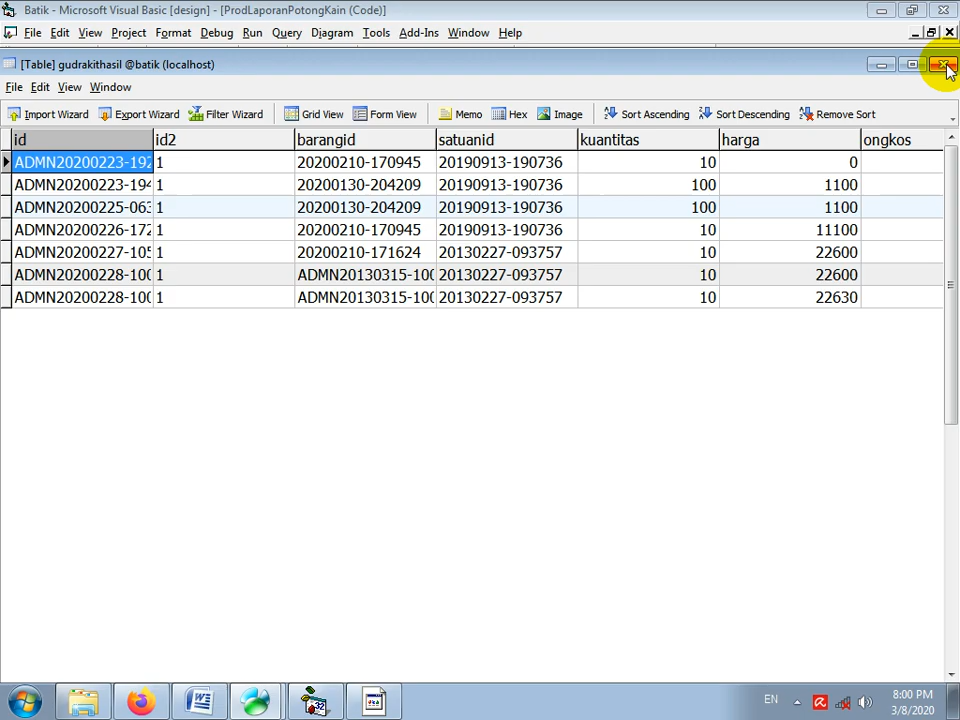 Batik - Microsoft Visual Basic [design] - [ProdLaporanPotongKain (Code)]
File Edit View Project Format Debug Run Query Diagram Tools Add-Ins Window Help
[Table] gudrakithasil @batik (localhost)
File Edit View Window
Import Wizard Export Wizard Filter Wizard Grid View Form View Memo Hex Image Sort Ascending Sort Descending Remove Sort
id id2 barangid satuanid kuantitas harga ongkos
ADMN20200223-192 1 20200210-170945 20190913-190736 10 0
ADMN20200223-194 1 20200130-204209 20190913-190736 100 1100
ADMN20200225-063 1 20200130-204209 20190913-190736 100 1100
ADMN20200226-172 1 20200210-170945 20190913-190736 10 11100
ADMN20200227-105 1 20200210-171624 20130227-093757 10 22600
ADMN20200228-100 1 ADMN20130315-100 20130227-093757 10 22600
ADMN20200228-100 1 ADMN20130315-100 20130227-093757 10 22630
EN
8:00 PM
3/8/2020